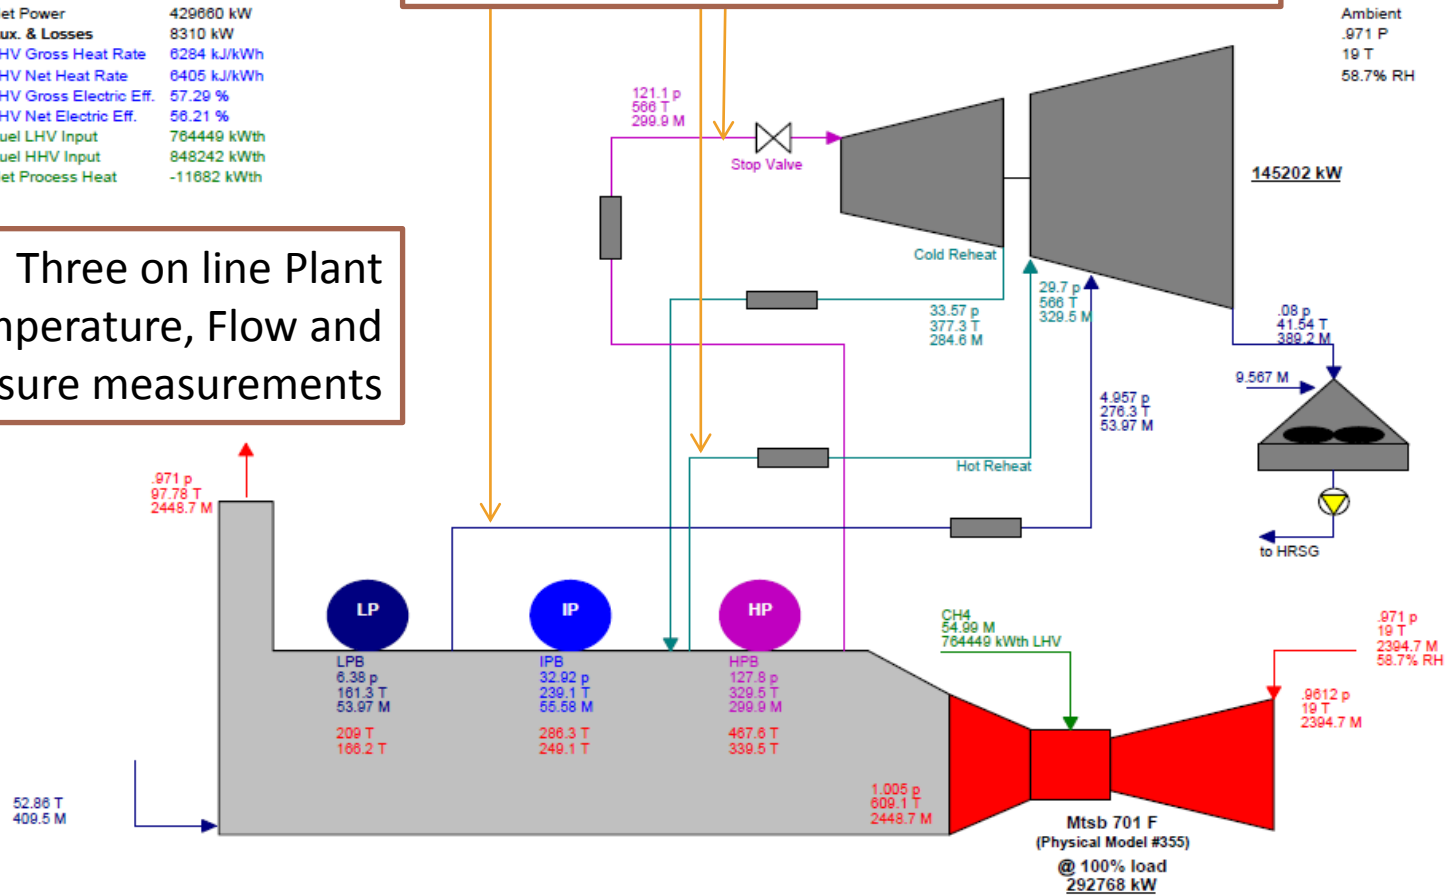 et Power 429660 kW
ux. & Losses 8310 kW
HV Gross Heat Rate 6284 kJ/kWh
HV Net Heat Rate 6405 kJ/kWh
HV Gross Electric Eff. 57.29 %
HV Net Electric Eff. 56.21 %
uel LHV Input 764449 kWth
uel HHV Input 848242 kWth
et Process Heat -11682 kWth
Ambient
.971 P
19 T
58.7% RH
121.1 p
566 T
299.9 M
Stop Valve
145202 kW
Three on line Plant
mperature, Flow and
sure measurements
Cold Reheat
33.57 p
377.3 T
284.6 M
29.7 p
566 T
329.5 M
.08 p
41.54 T
389.2 M
9.567 M
4.957 p
276.3 T
53.97 M
Hot Reheat
to HRSG
.971 p
97.78 T
2448.7 M
LP
IP
HP
LPB
6.38 p
161.3 T
53.97 M
209 T
166.2 T
IPB
32.92 p
239.1 T
55.58 M
286.3 T
249.1 T
HPB
127.8 p
329.5 T
299.9 M
467.6 T
339.5 T
CH4
54.99 M
764449 kWth LHV
.971 p
19 T
2394.7 M
58.7% RH
.9612 p
19 T
2394.7 M
1.005 p
609.1 T
2448.7 M
52.86 T
409.5 M
Mtsb 701 F
(Physical Model #355)
@ 100% load
292768 kW